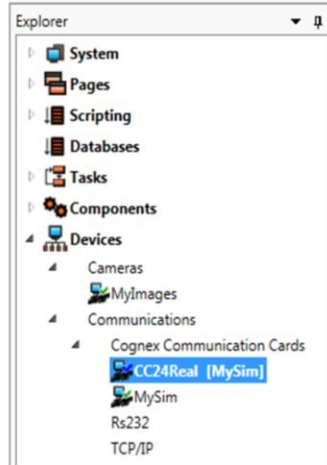 Explorer
System
Pages
Scripting
Databases
Tasks
Components
Devices
Cameras
MyImages
Communications
Cognex Communication Cards
CC24Real [MySim]
MySim
Rs232
TCP/IP